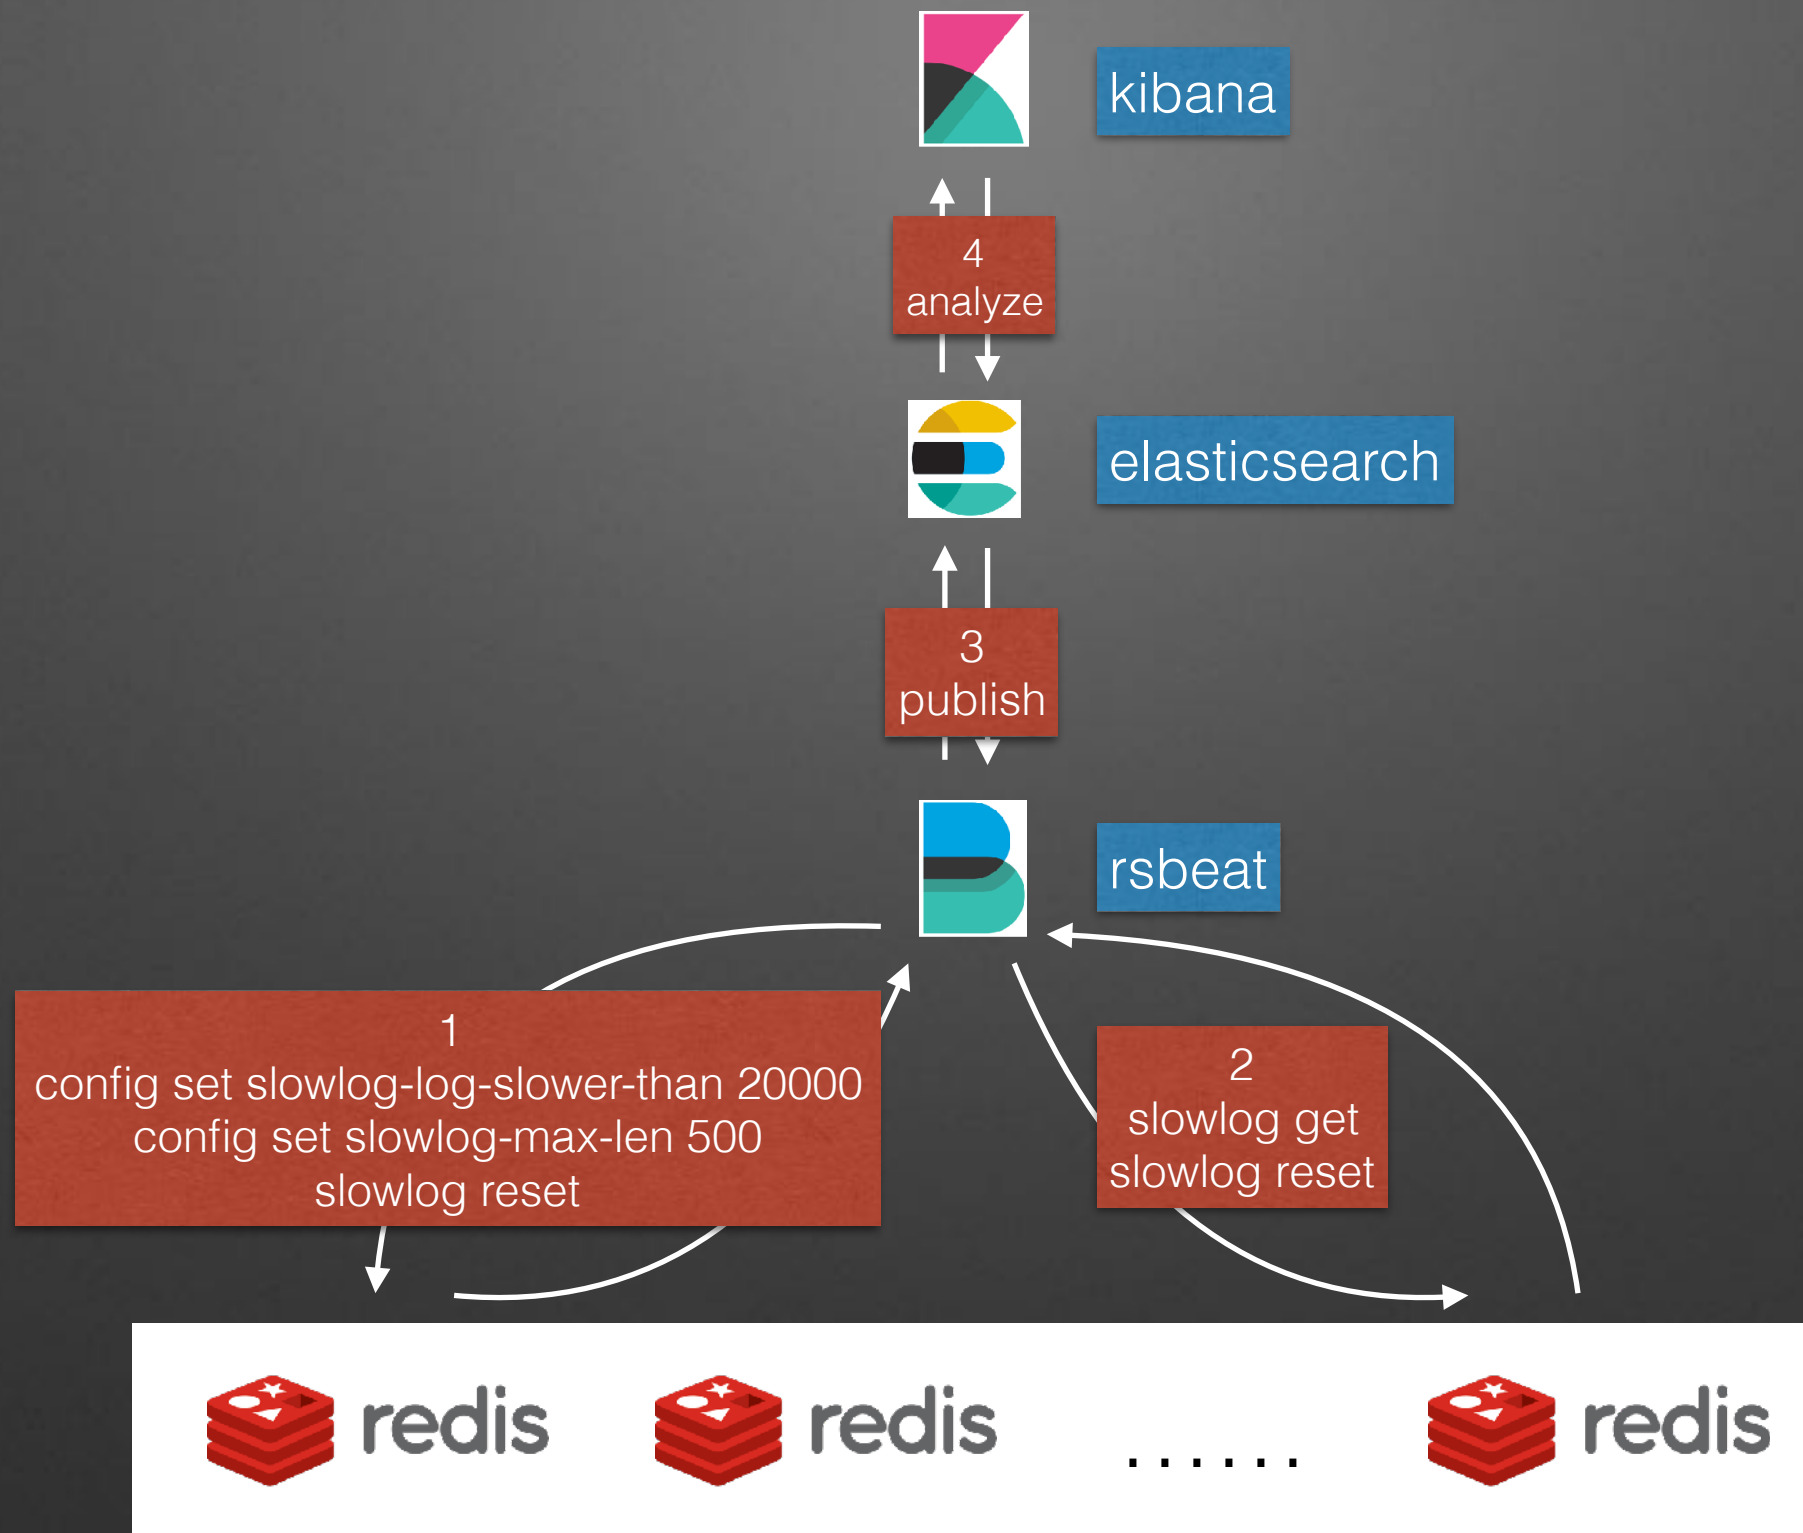 kibana
4
analyze
elasticsearch
3
publish
rsbeat
1
config set slowlog-log-slower-than 20000
config set slowlog-max-len 500
slowlog reset
2
slowlog get
slowlog reset
redis
redis
......
redis